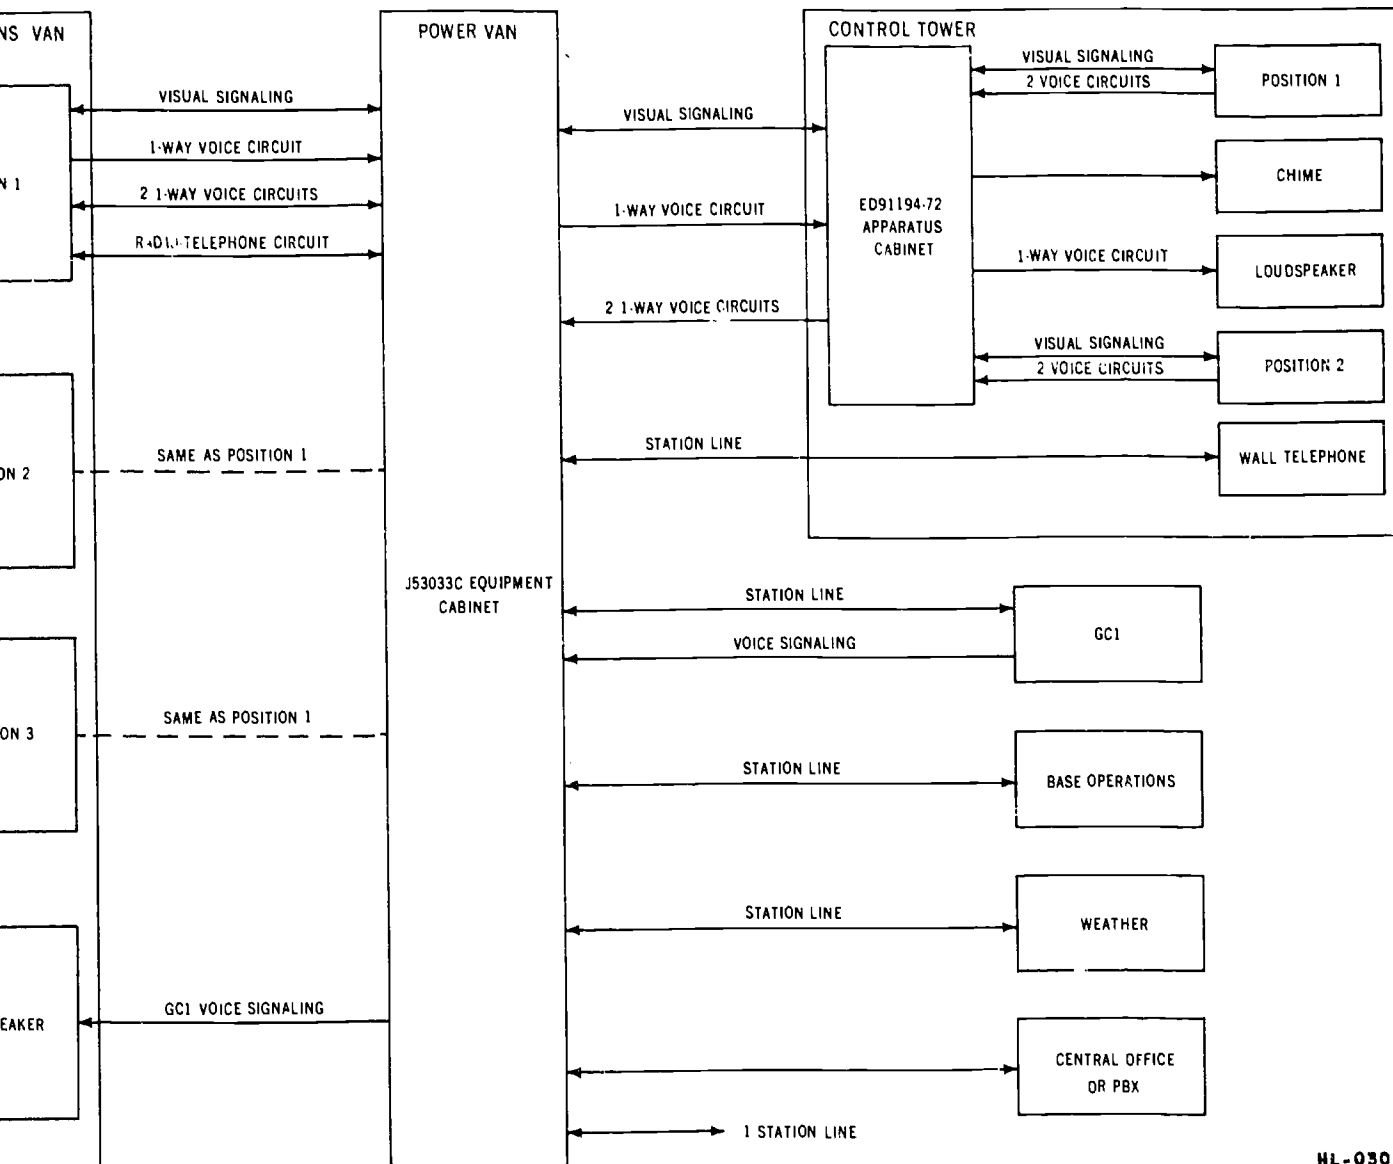 NS VAN
N 1
VISUAL SIGNALING
1-WAY VOICE CIRCUIT
2 1-WAY VOICE CIRCUITS
TELEPHONE CIRCUIT
ON 2
SAME AS POSITION 1
ON 3
SAME AS POSITION 1
EAKER
GC1 VOICE SIGNALING
POWER VAN
J53033C EQUIPMENT
CABINET
VISUAL SIGNALING
1-WAY VOICE CIRCUIT
2 1-WAY VOICE CIRCUITS
STATION LINE
CONTROL TOWER
ED91194-72
APPARATUS
CABINET
VISUAL SIGNALING
2 VOICE CIRCUITS
POSITION 1
CHIME
1-WAY VOICE CIRCUIT
LOUDSPEAKER
VISUAL SIGNALING
2 VOICE CIRCUITS
POSITION 2
WALL TELEPHONE
STATION LINE
VOICE SIGNALING
GC1
STATION LINE
BASE OPERATIONS
STATION LINE
WEATHER
CENTRAL OFFICE
OR PBX
1 STATION LINE
HL-030